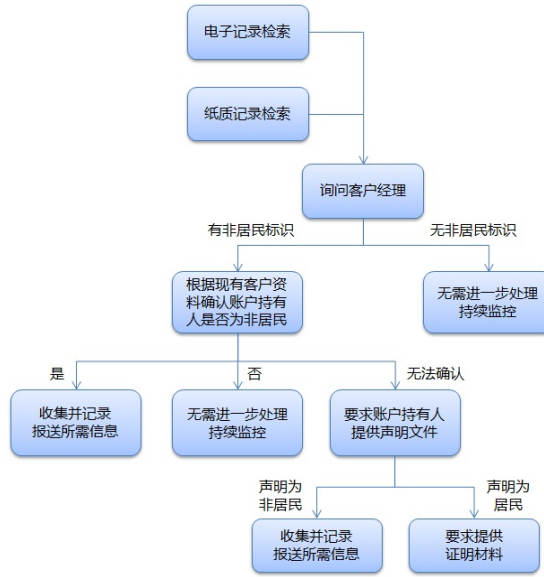 电子记录检索
纸质记录检索
询问客户经理
有非居民标识
无非居民标识
根据现有客户资
料确认账户持有
人是否为非居民
无需进一步处理
持续监控
是
否
无法确认
收集并记录
报送所需信息
无需进一步处理
持续监控
要求账户持有人
提供声明文件
声明为
非居民
声明为
居民
收集并记录
报送所需信息
要求提供
证明材料